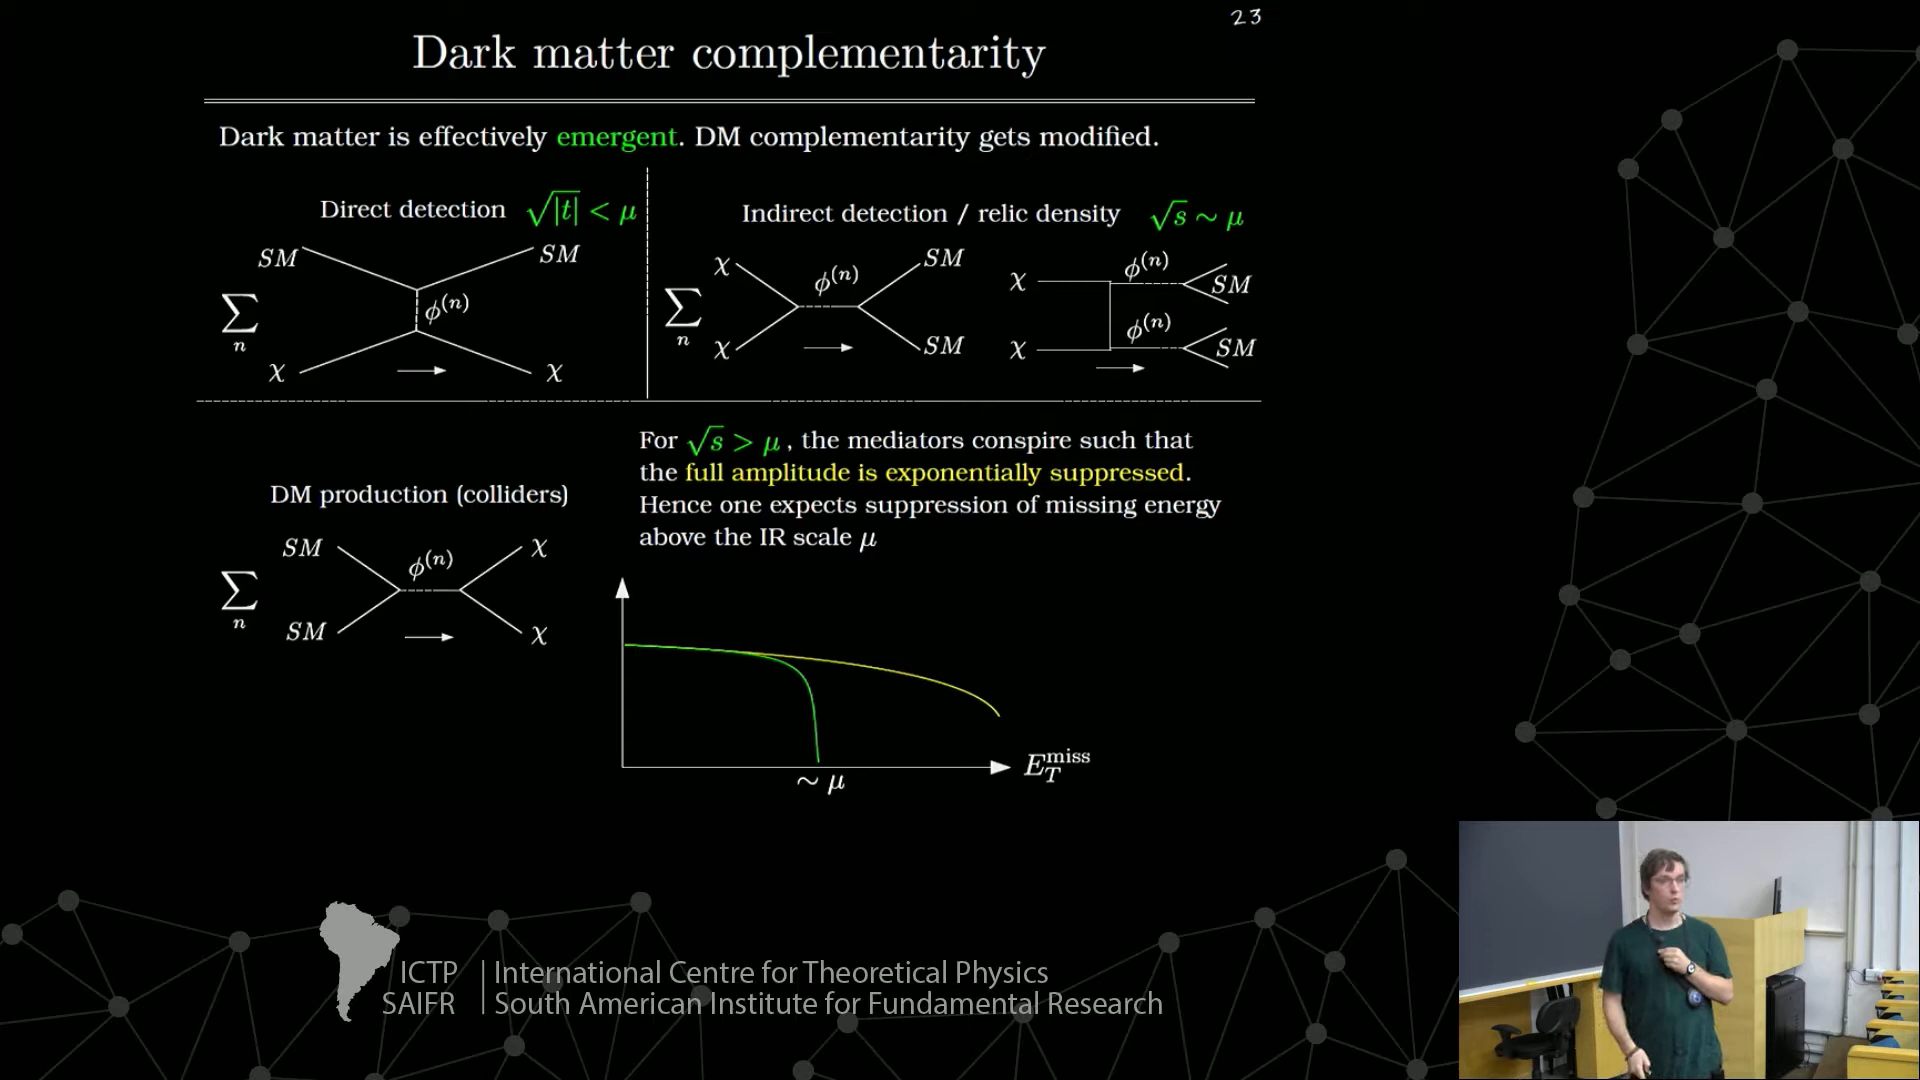 23
Dark matter complementarity
Dark matter is effectively emergent. DM complementarity gets modified.
Direct detection √|t| < μ
SM SM
∑ n φ(n)
χ χ
Indirect detection / relic density √s ~ μ
χ φ(n) SM
∑ n
χ SM
χ φ(n) SM
χ φ(n) SM
For √s > μ , the mediators conspire such that
the full amplitude is exponentially suppressed.
Hence one expects suppression of missing energy
above the IR scale μ
DM production (colliders)
SM φ(n) χ
∑ n
SM χ
E_T^miss
~ μ
ICTP International Centre for Theoretical Physics
SAIFR South American Institute for Fundamental Research